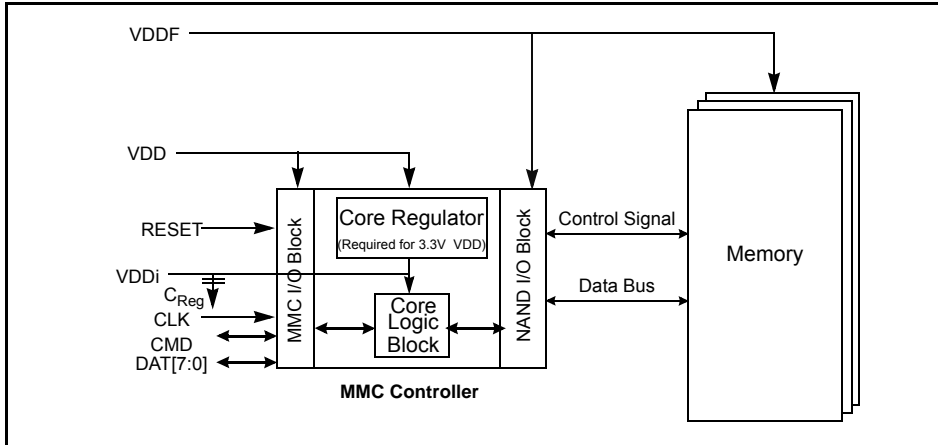 VDDF
VDD
RESET
VDDi
CReg
CLK
CMD
DAT[7:0]
MMC I/O Block
Core Regulator
(Required for 3.3V VDD)
Core
Logic
Block
NAND I/O Block
MMC Controller
Control Signal
Data Bus
Memory